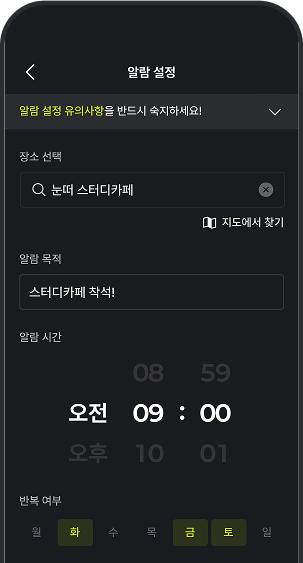 알람 설정
알람 설정 유의사항을 반드시 숙지하세요!
장소 선택
눈떠 스터디카페
지도에서 찾기
알람 목적
스터디카페 착석!
알람 시간
08 59
오전 09 : 00
오후 10 01
반복 여부
월 화 수 목 금 토 일